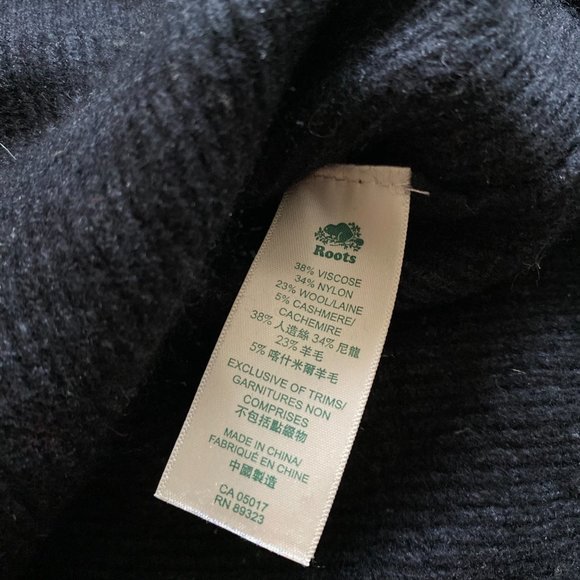 Roots
38% VISCOSE
34% NYLON
23% WOOL/LAINE
5% CASHMERE/
CACHEMIRE
38% 人造絲 34% 尼龍
23% 羊毛
5% 喀什米爾羊毛
EXCLUSIVE OF TRIMS/
GARNITURES NON
COMPRISES
不包括點綴物
MADE IN CHINA/
FABRIQUÉ EN CHINE
中國製造
CA 05017
RN 89323